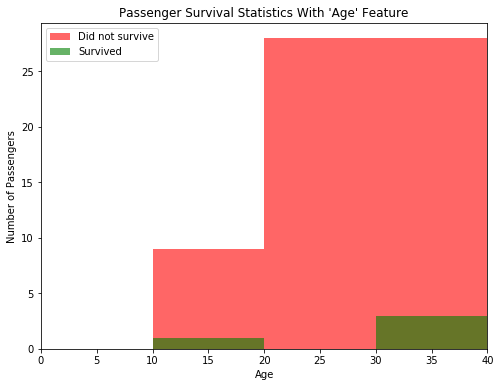 Passenger Survival Statistics With 'Age' Feature
Did not survive
Survived
25
20
15
10
5
0
Number of Passengers
0 5 10 15 20 25 30 35 40
Age